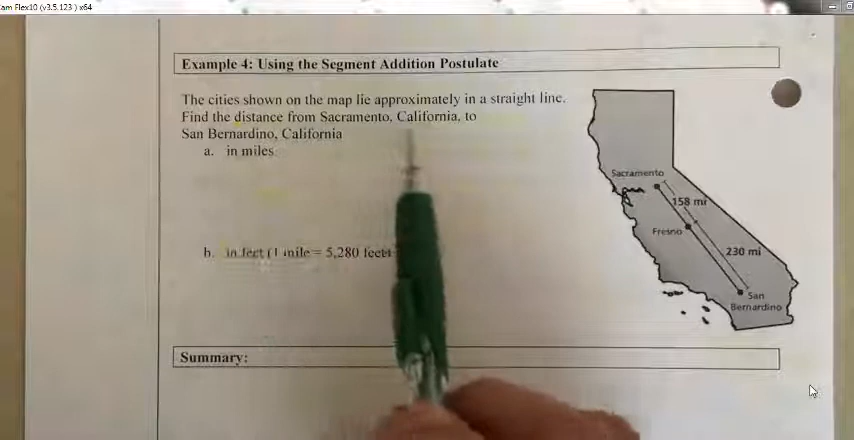 am Flex10 (v3.5.123 ) x64
Example 4: Using the Segment Addition Postulate
The cities shown on the map lie approximately in a straight line.
Find the distance from Sacramento, California, to
San Bernardino, California
a. in miles
b. in feet (1 mile = 5,280 feet
Sacramento
158 mi
Fresno
230 mi
San
Bernardino
Summary: